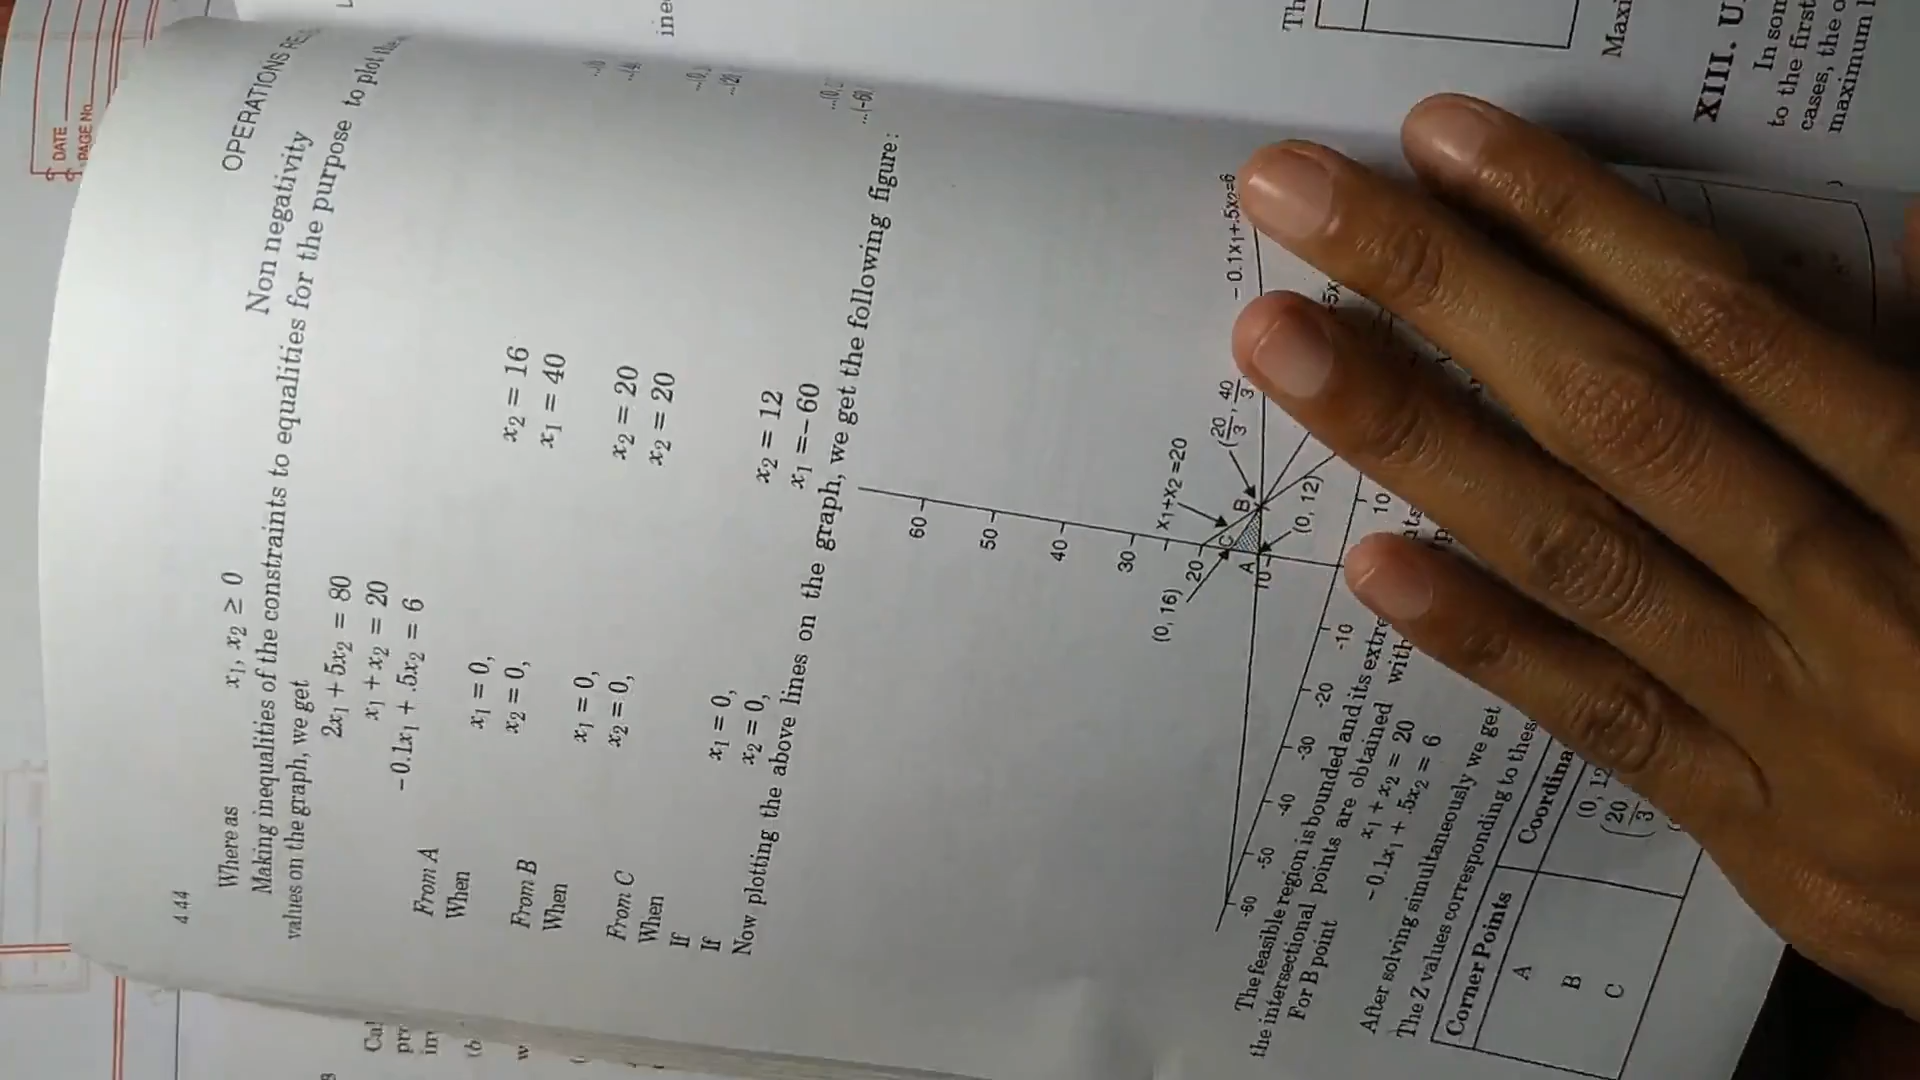 4.44
OPERATIONS
Where as x1, x2 ≥ 0 Non negativity
Making inequalities of the constraints to equalities for the purpose to plot
values on the graph, we get
2x1 + 5x2 = 80
x1 + x2 = 20
−0.1x1 + .5x2 = 6
From A
When x1 = 0, x2 = 16
x2 = 0, x1 = 40
From B
When x1 = 0, x2 = 20
x2 = 0, x2 = 20
From C
When
If x1 = 0, x2 = 12
If x2 = 0, x1 = − 60
Now plotting the above lines on the graph, we get the following figure:
60
50
40
30
20
10
x1+x2=20
(0, 16)
C
B
A
(20/3, 40/3
(0, 12)
− 0.1x1+.5x2=6
-60 -50 -40 -30 -20 -10 10
The feasible region is bounded and its
the intersectional points are obtained with
For B point x1 + x2 = 20
−0.1x1 + .5x2 = 6
After solving simultaneously we get
The Z values corresponding to these
Corner Points
A (0, 12
B (20/3
C
DATE
PAGE No.
XIII.
In som
to the first
cases, the
maximum
Maxi
Th